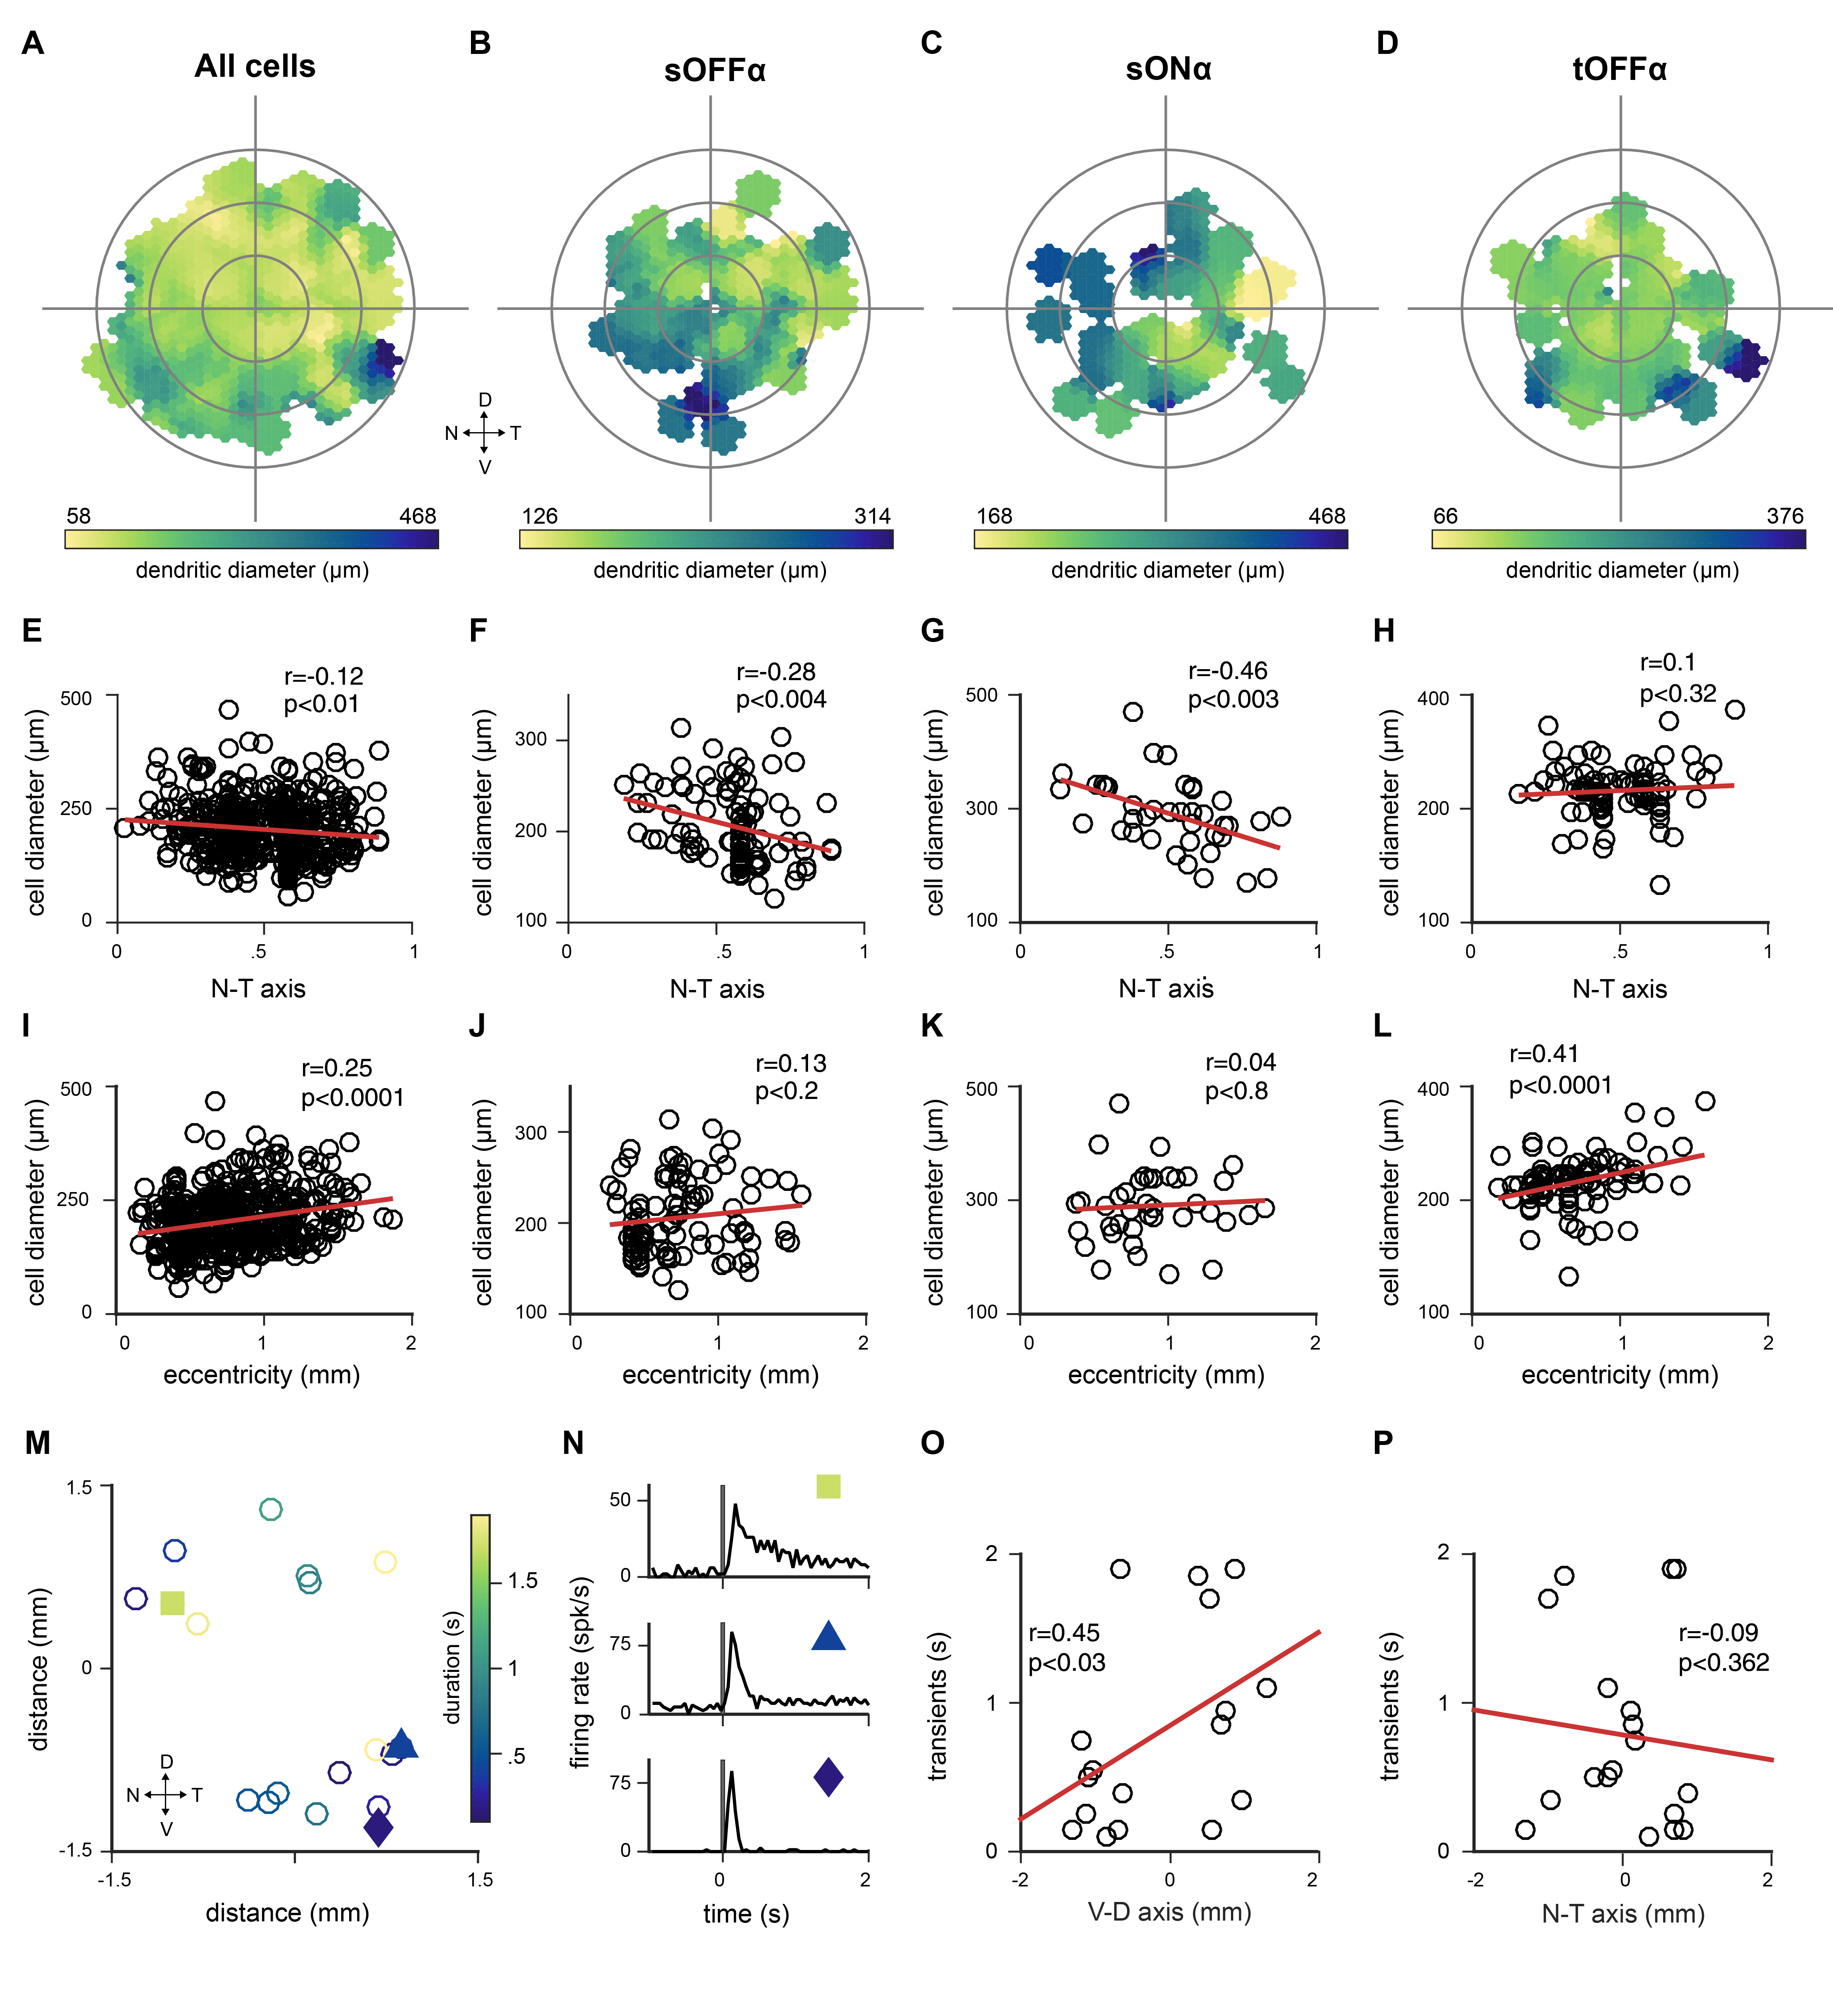 A
B
C
D
All cells
sOFFα
sONα
tOFFα
D
N T
V
58 468
126 314
168 468
66 376
dendritic diameter (µm)
dendritic diameter (µm)
dendritic diameter (µm)
dendritic diameter (µm)
E
r=-0.12
p<0.01
cell diameter (µm)
500
250
0
0 .5 1
N-T axis
F
r=-0.28
p<0.004
cell diameter (µm)
300
200
100
0 .5 1
N-T axis
G
r=-0.46
p<0.003
cell diameter (µm)
500
300
100
0 .5 1
N-T axis
H
r=0.1
p<0.32
cell diameter (µm)
400
200
100
0 .5 1
N-T axis
I
r=0.25
p<0.0001
cell diameter (µm)
500
250
0
0 1 2
eccentricity (mm)
J
r=0.13
p<0.2
cell diameter (µm)
300
200
100
0 1 2
eccentricity (mm)
K
r=0.04
p<0.8
cell diameter (µm)
500
300
100
0 1 2
eccentricity (mm)
L
r=0.41
p<0.0001
cell diameter (µm)
400
200
100
0 1 2
eccentricity (mm)
M
distance (mm)
1.5
0
-1.5
-1.5 1.5
distance (mm)
D
N T
V
duration (s)
1.5
1
.5
N
firing rate (spk/s)
50
0
75
0
75
0
0 2
time (s)
O
transients (s)
2
1
0
r=0.45
p<0.03
-2 0 2
V-D axis (mm)
P
transients (s)
2
1
0
r=-0.09
p<0.362
-2 0 2
N-T axis (mm)